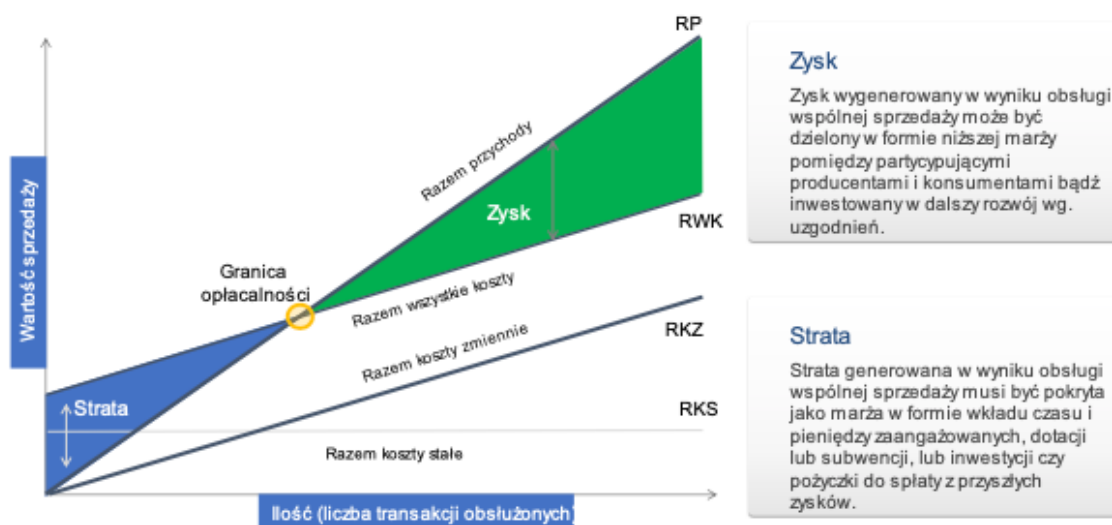 RP
Razem przychody
Zysk
RWK
Wartość sprzedaży
Granica
opłacalności
Razem wszystkie koszty
Razem koszty zmiennie
RKZ
Strata
RKS
Razem koszty stałe
Ilość (liczba transakcji obsłużonych)
Zysk
Zysk wygenerowany w wyniku obsługi
wspólnej sprzedaży może być
dzielony w formie niższej marży
pomiędzy partycypującymi
producentami i konsumentami bądź
inwestowany w dalszy rozwój wg.
uzgodnień.
Strata
Strata generowana w wyniku obsługi
wspólnej sprzedaży musi być pokryta
jako marża w formie wkładu czasu i
pieniędzy zaangażowanych, dotacji
lub subwencji, lub inwestycji czy
pożyczki do spłaty z przyszłych
zysków.